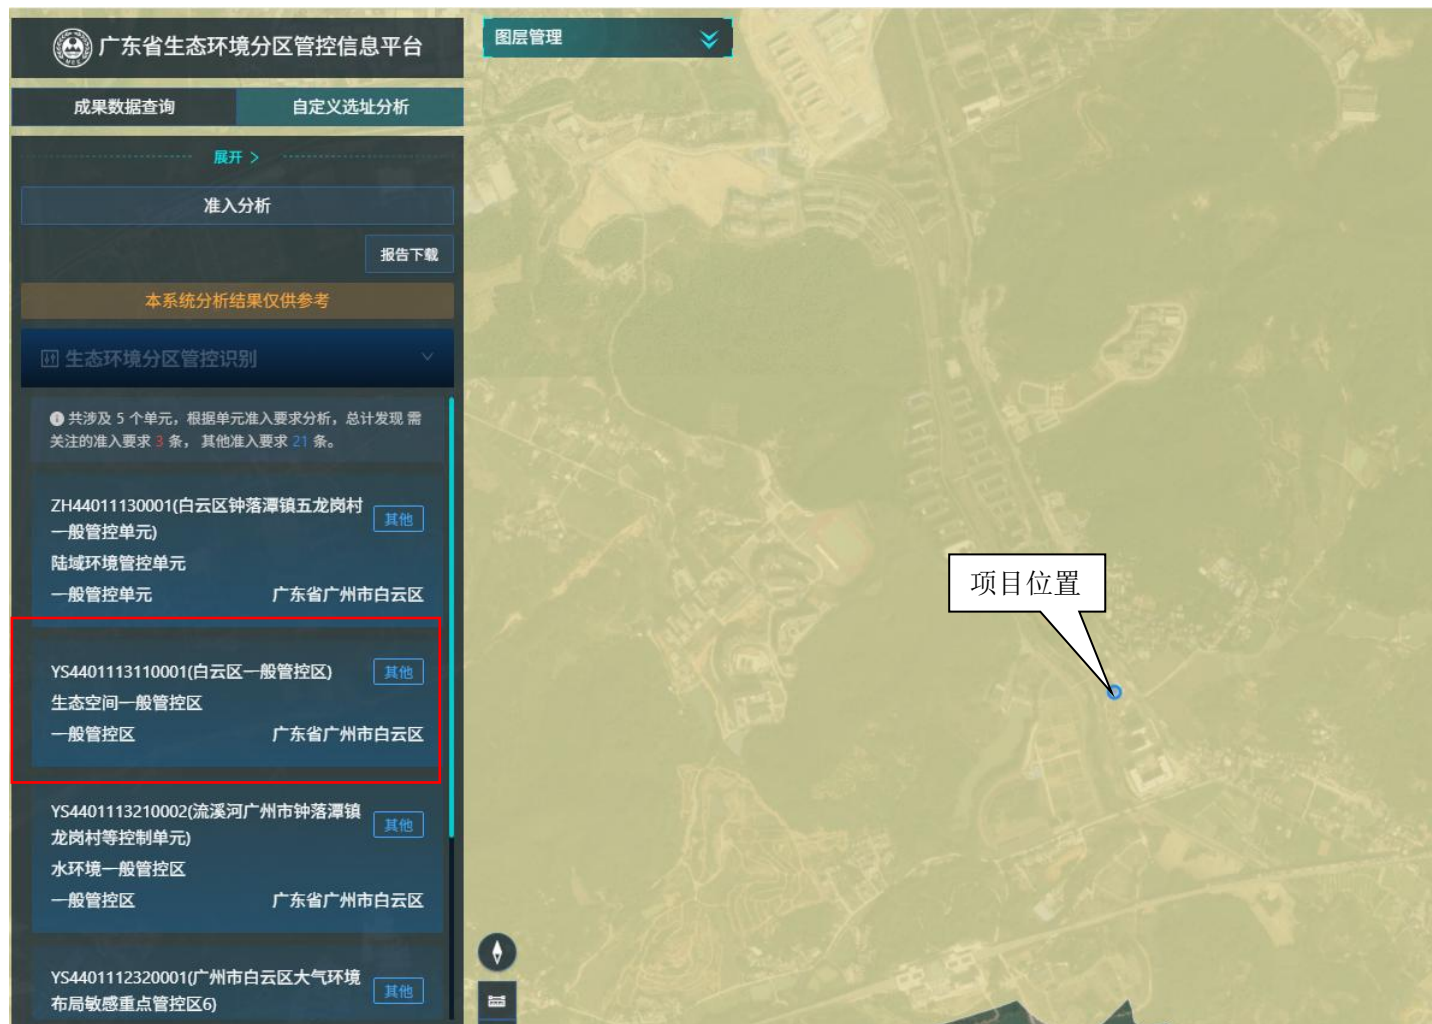 广东省生态环境分区管控信息平台
图层管理
成果数据查询
自定义选址分析
展开 >
准入分析
报告下载
本系统分析结果仅供参考
生态环境分区管控识别
共涉及 5 个单元，根据单元准入要求分析，总计发现 需
关注的准入要求 3 条， 其他准入要求 21 条。
ZH44011130001(白云区钟落潭镇五龙岗村
一般管控单元)
其他
陆域环境管控单元
一般管控单元 广东省广州市白云区
YS4401113110001(白云区一般管控区)
其他
生态空间一般管控区
一般管控区 广东省广州市白云区
YS4401113210002(流溪河广州市钟落潭镇
龙岗村等控制单元)
其他
水环境一般管控区
一般管控区 广东省广州市白云区
YS4401112320001(广州市白云区大气环境
布局敏感重点管控区6)
其他
项目位置